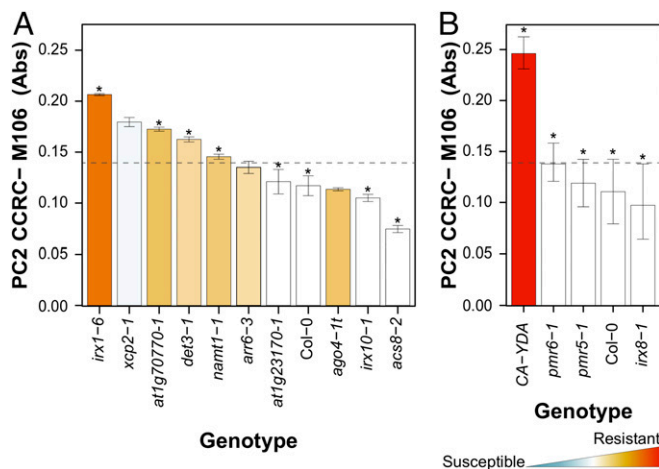 A
PC2 CCRC− M106 (Abs)
0.25
0.20
0.15
0.10
0.05
0.00
*
*
*
*
*
*
*
*
irx1−6
xcp2−1
at1g70770-1
det3−1
namt1−1
arr6−3
at1g23170-1
Col−0
ago4−1t
irx10−1
acs8−2
Genotype
B
PC2 CCRC− M106 (Abs)
0.25
0.20
0.15
0.10
0.05
0.00
*
*
*
*
*
CA−YDA
pmr6−1
pmr5−1
Col−0
irx8−1
Genotype
Resistant
Susceptible